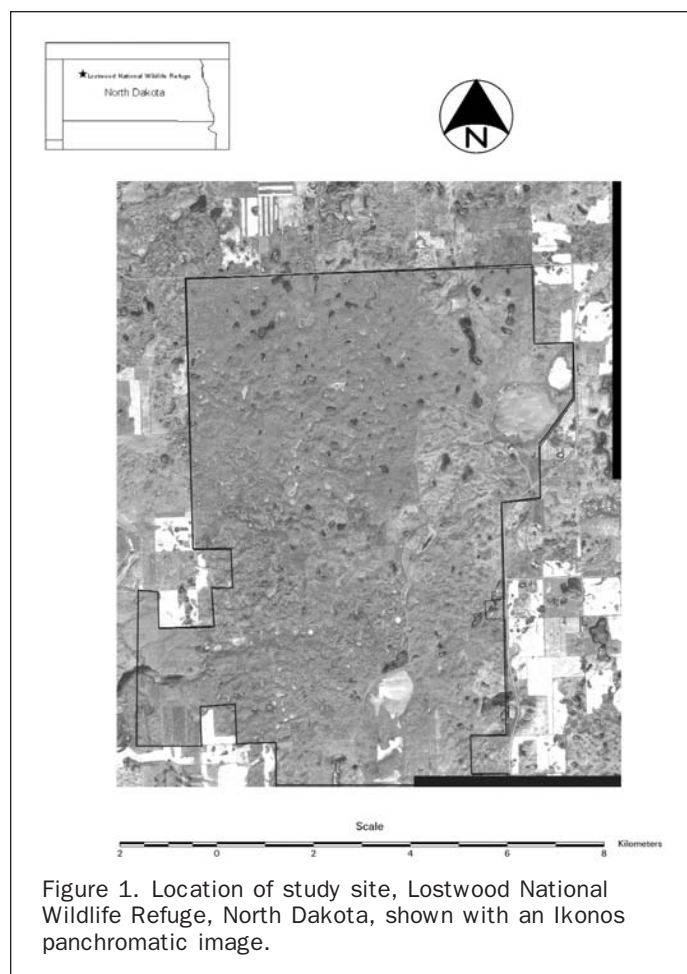 ★Lostwood National Wildlife Refuge
North Dakota
N
Scale
2 0 2 4 6 8 Kilometers
Figure 1. Location of study site, Lostwood National
Wildlife Refuge, North Dakota, shown with an Ikonos
panchromatic image.